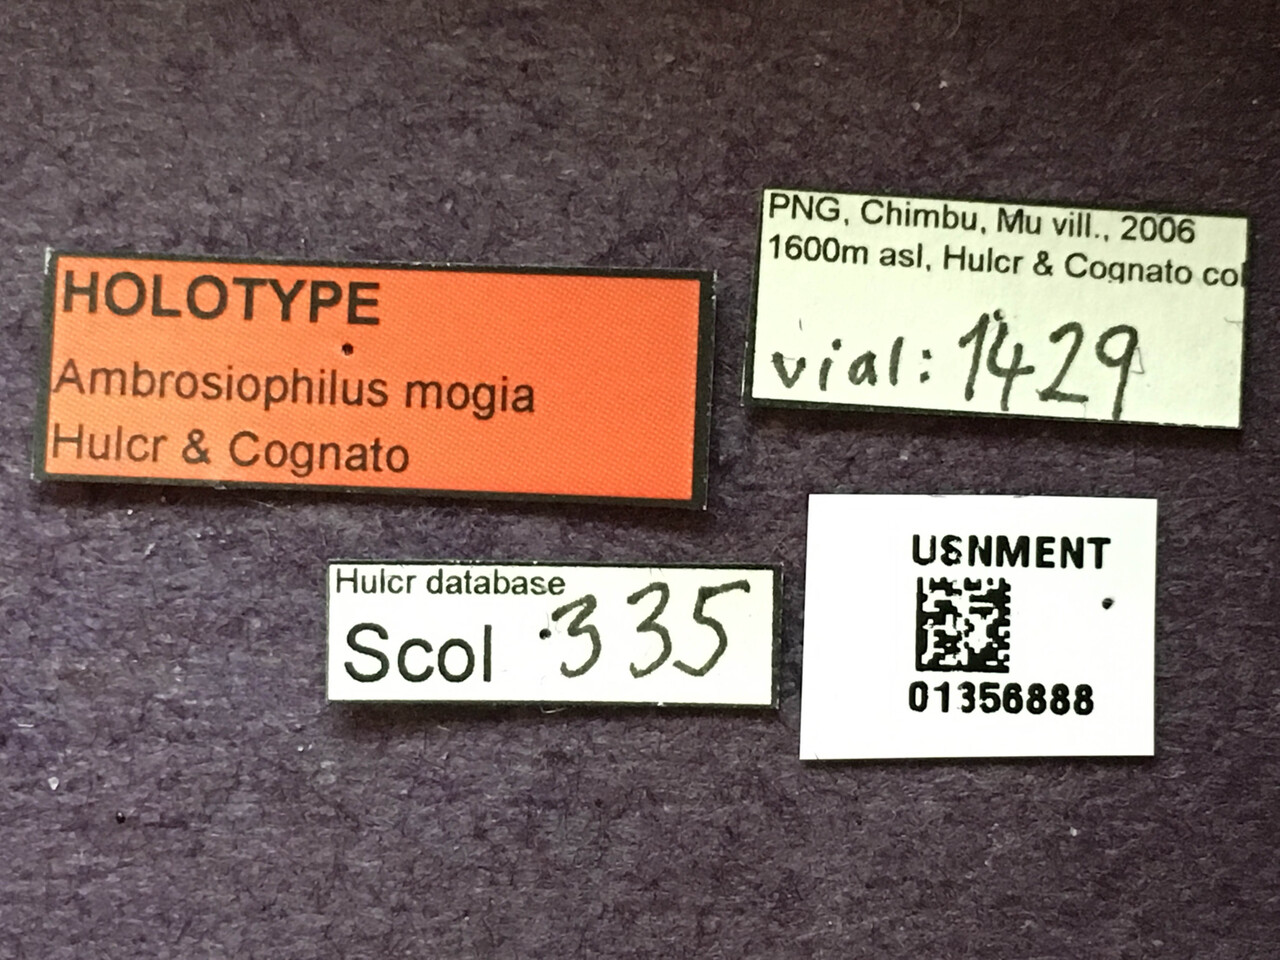 HOLOTYPE
Ambrosiophilus mogia
Hulcr & Cognato
PNG, Chimbu, Mu vill., 2006
1600m asl, Hulcr & Cognato col
vial: 1429
Hulcr database
Scol 335
USNMENT
01356888